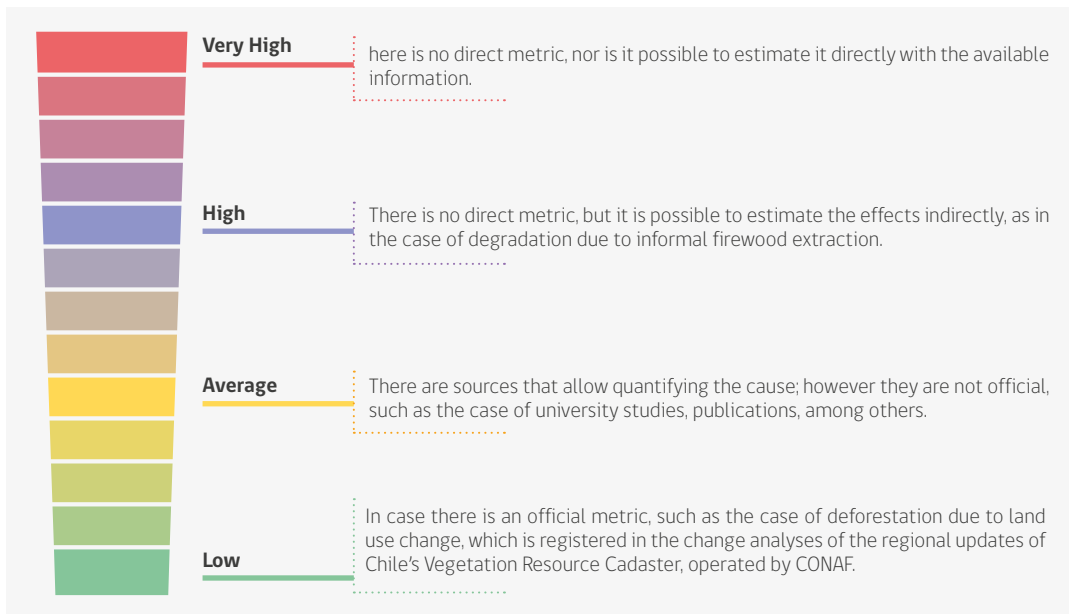 Very High
here is no direct metric, nor is it possible to estimate it directly with the available
information.
High
There is no direct metric, but it is possible to estimate the effects indirectly, as in
the case of degradation due to informal firewood extraction.
Average
There are sources that allow quantifying the cause; however they are not official,
such as the case of university studies, publications, among others.
Low
In case there is an official metric, such as the case of deforestation due to land
use change, which is registered in the change analyses of the regional updates of
Chile's Vegetation Resource Cadaster, operated by CONAF.